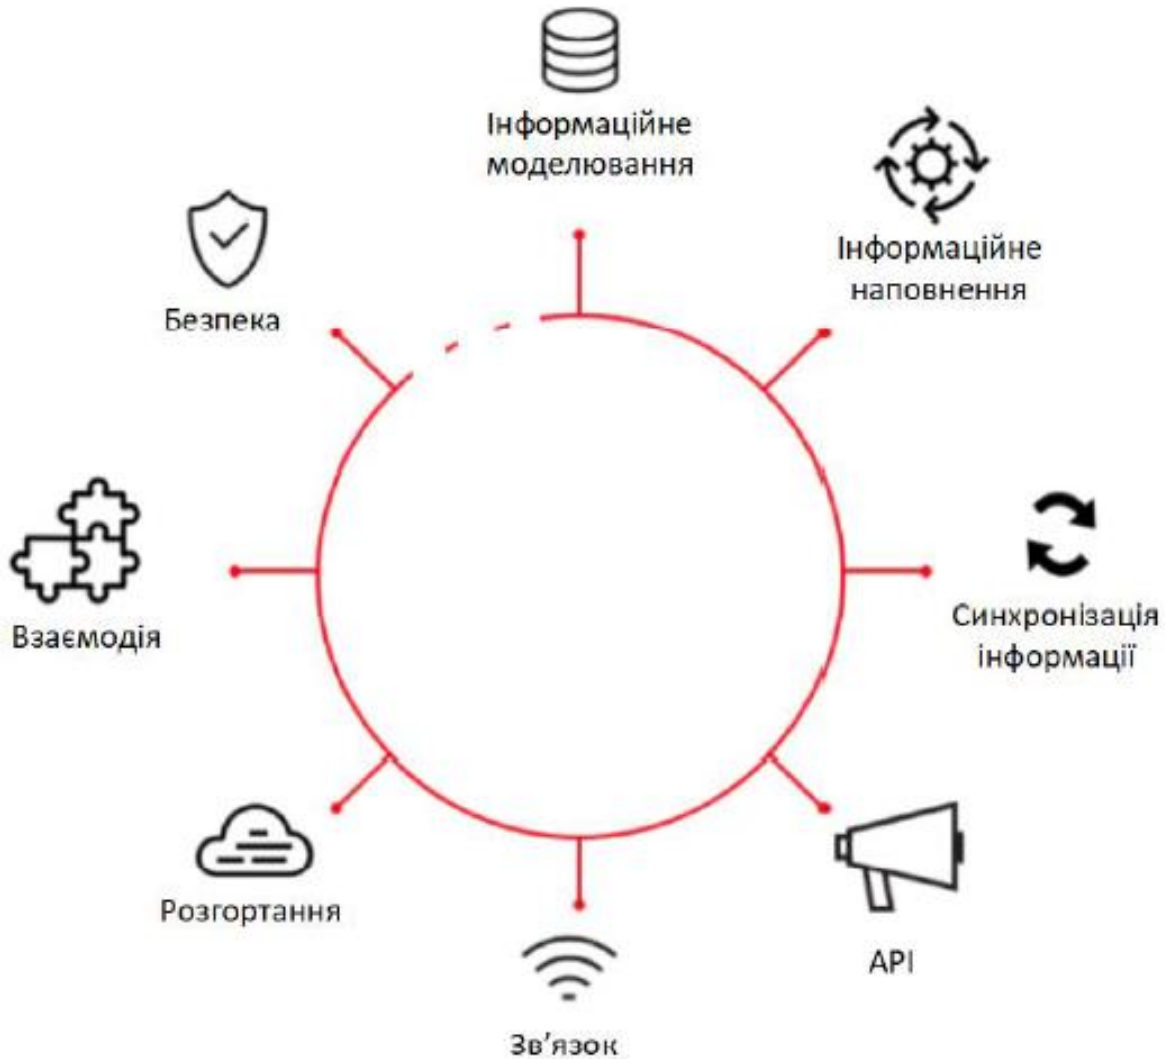 Інформаційне
моделювання
Інформаційне
наповнення
Безпека
Синхронізація
інформації
Взаємодія
Розгортання
API
Зв'язок